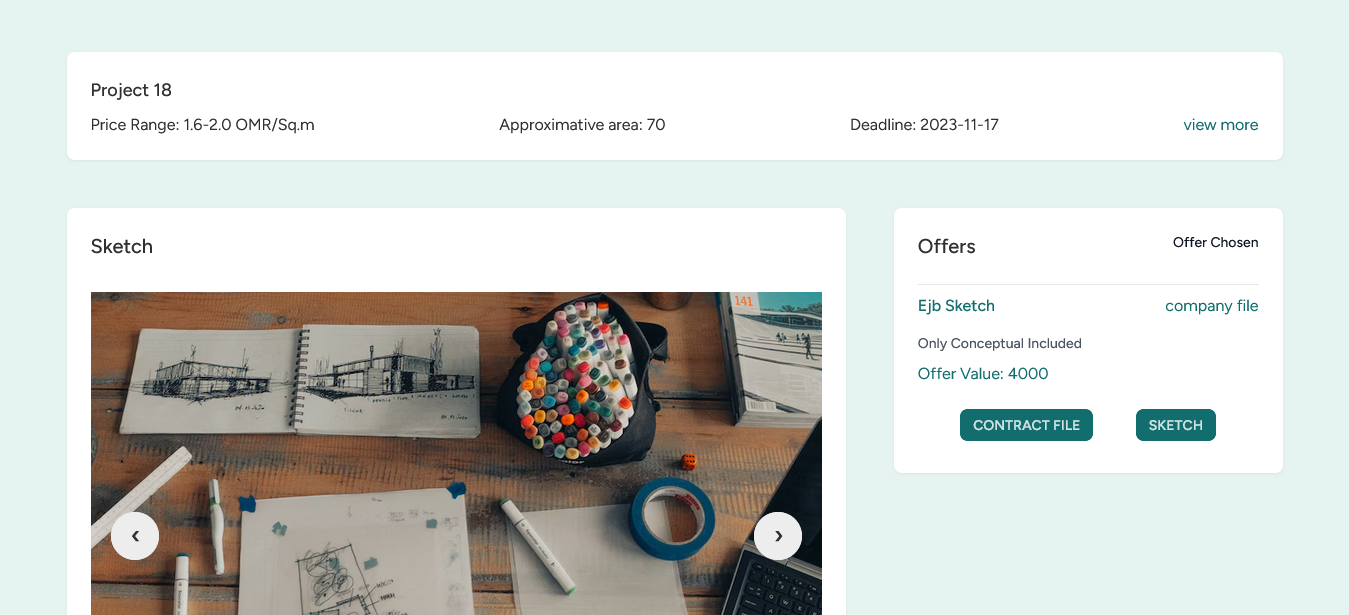 Project 18
Price Range: 1.6-2.0 OMR/Sq.m
Approximative area: 70
Deadline: 2023-11-17
view more
Sketch
Offers
Offer Chosen
141
Ejb Sketch
company file
Only Conceptual Included
Offer Value: 4000
CONTRACT FILE
SKETCH
‹
›